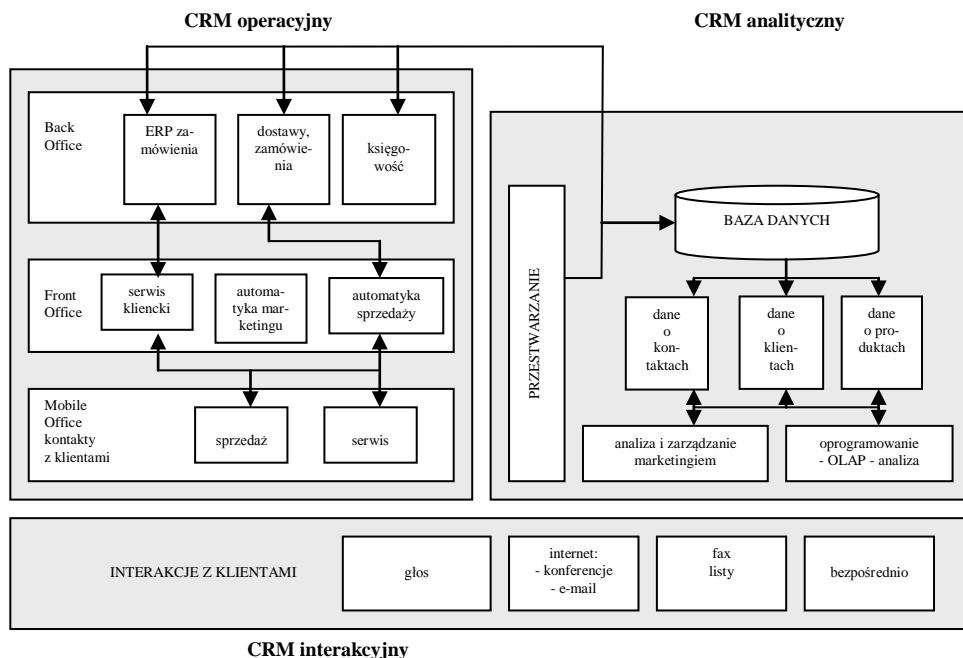 CRM operacyjny
CRM analityczny
Back
Office
ERP za-
mówienia
dostawy,
zamówie-
nia
księgo-
wość
Front
Office
serwis
kliencki
automa-
tyka mar-
ketingu
automatyka
sprzedaży
Mobile
Office
kontakty
z klientami
sprzedaż
serwis
PRZESTWARZANIE
BAZA DANYCH
dane
o
kon-
taktach
dane
o
klien-
tach
dane
o pro-
duktach
analiza i zarządzanie
marketingiem
oprogramowanie
- OLAP - analiza
INTERAKCJE Z KLIENTAMI
głos
internet:
- konferencje
- e-mail
fax
listy
bezpośrednio
CRM interakcyjny